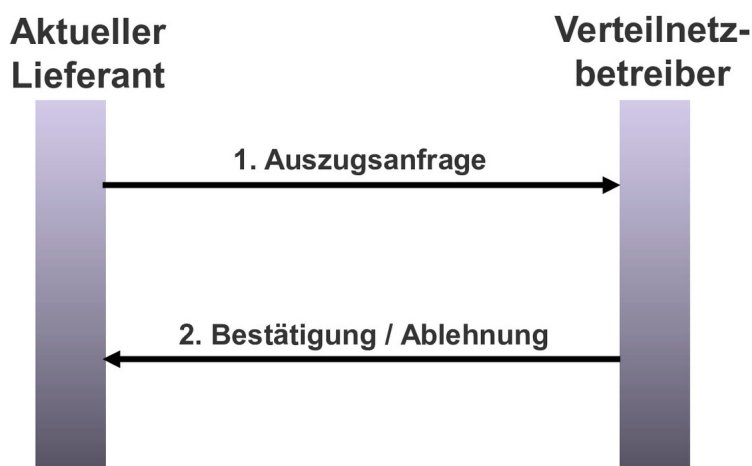 Aktueller
Lieferant
Verteilnetz-
betreiber
1. Auszugsanfrage
2. Bestätigung / Ablehnung